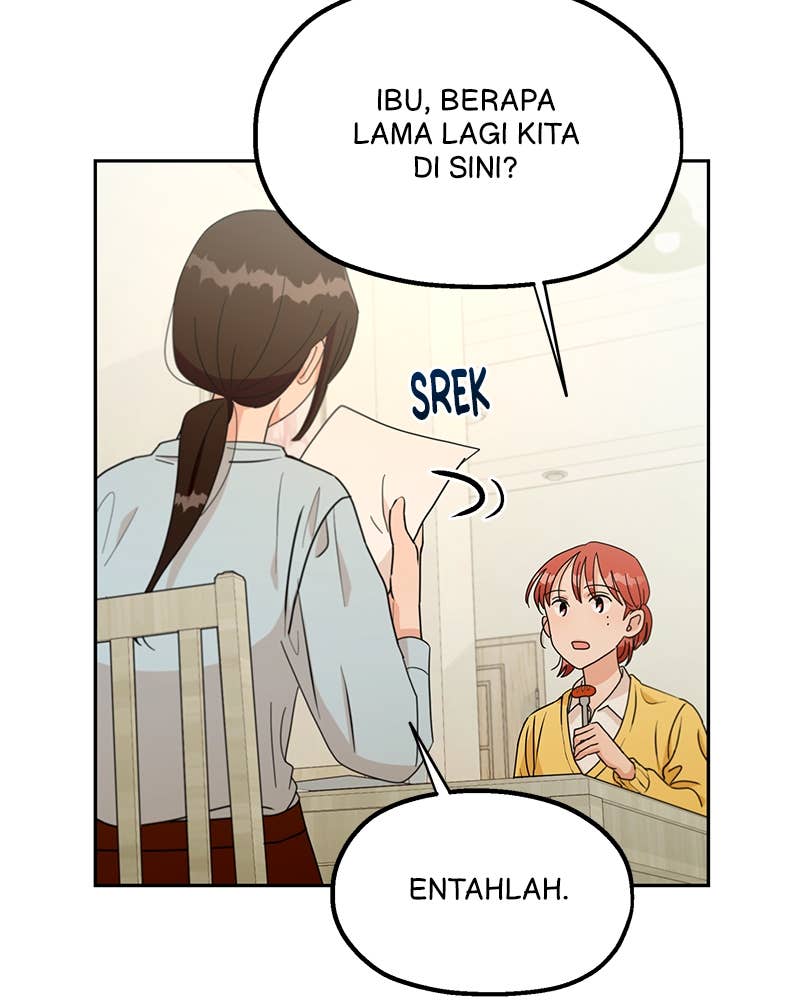 IBU, BERAPA
LAMA LAGI KITA
DI SINI?
SREK
ENTAHLAH.